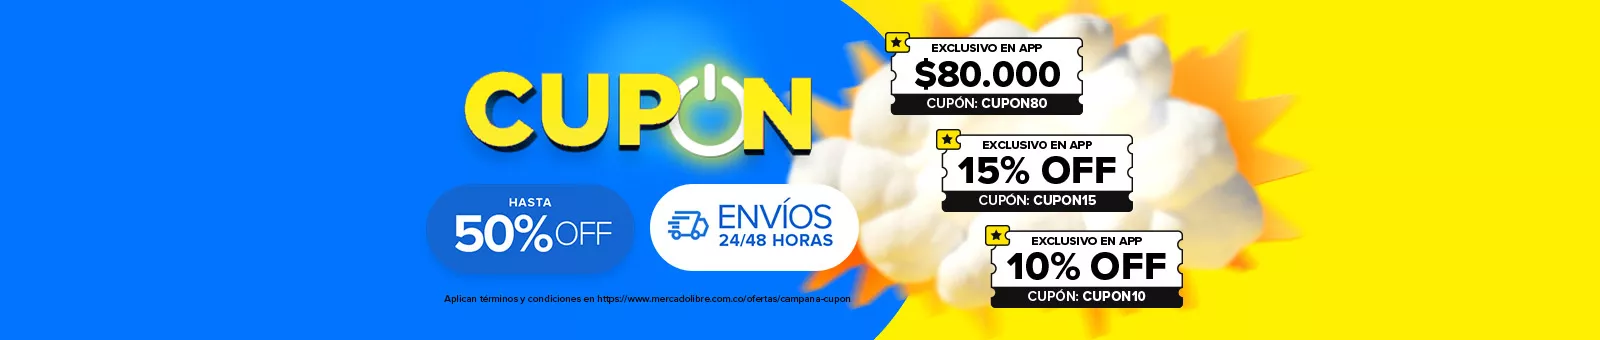 CUPON
HASTA
50% OFF
ENVÍOS
24/48 HORAS
Aplican términos y condiciones en https://www.mercadolibre.com.co/ofertas/campana-cupon
EXCLUSIVO EN APP
$80.000
CUPÓN: CUPON80
EXCLUSIVO EN APP
15% OFF
CUPÓN: CUPON15
EXCLUSIVO EN APP
10% OFF
CUPÓN: CUPON10